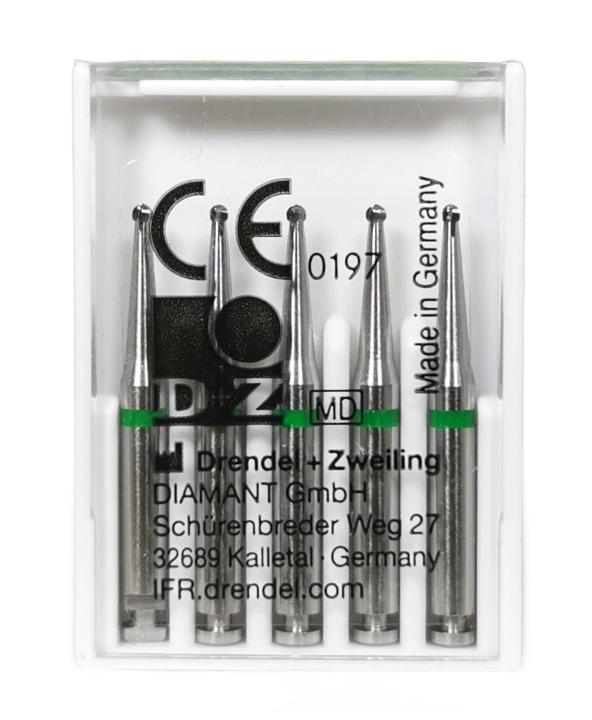 CE
0197
Made in Germany
D+Z
MD
Drendel + Zweiling
DIAMANT GmbH
Schürenbreder Weg 27
32689 Kalletal · Germany
IFR.drendel.com